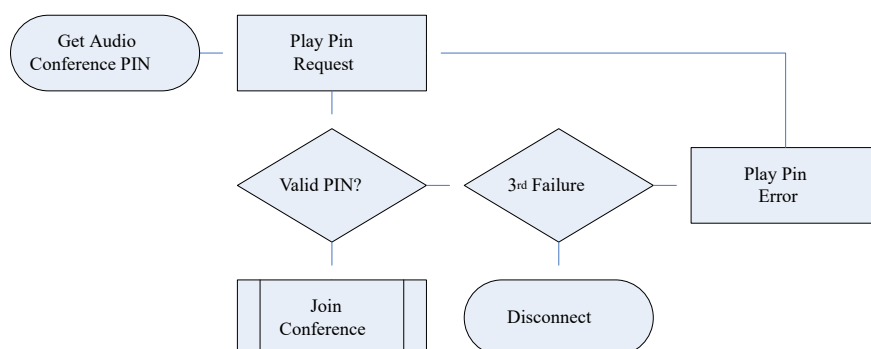 Get Audio
Conference PIN
Play Pin
Request
Valid PIN?
3rd Failure
Play Pin
Error
Join
Conference
Disconnect